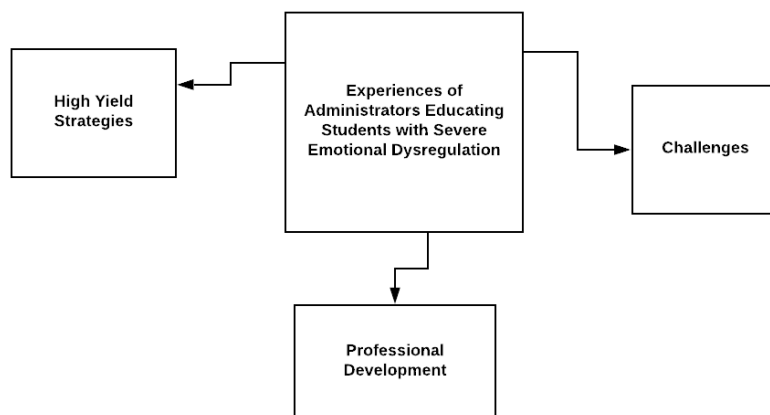 High Yield
Strategies
Experiences of
Administrators Educating
Students with Severe
Emotional Dysregulation
Challenges
Professional
Development